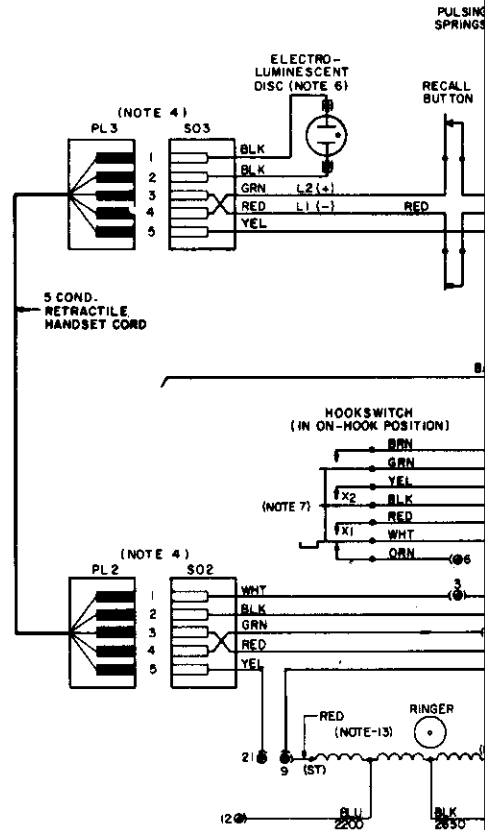 PULSING
SPRINGS
ELECTRO-
LUMINESCENT
DISC (NOTE 6)
RECALL
BUTTON
(NOTE 4)
PL3
SO3
1
2
3
4
5
BLK
BLK
GRN
L2 (+)
RED
L1 (-)
RED
YEL
5 COND.
RETRACTILE
HANDSET CORD
HOOKSWITCH
(IN ON-HOOK POSITION)
BRN
GRN
YEL
(NOTE 7)
X2
BLK
RED
X1
WHT
ORN
6
(NOTE 4)
PL2
SO2
1
2
3
4
5
WHT
3
BLK
GRN
RED
YEL
RED
RINGER
(NOTE-13)
21
9
(ST)
12
BLU
2200
BLK
2650